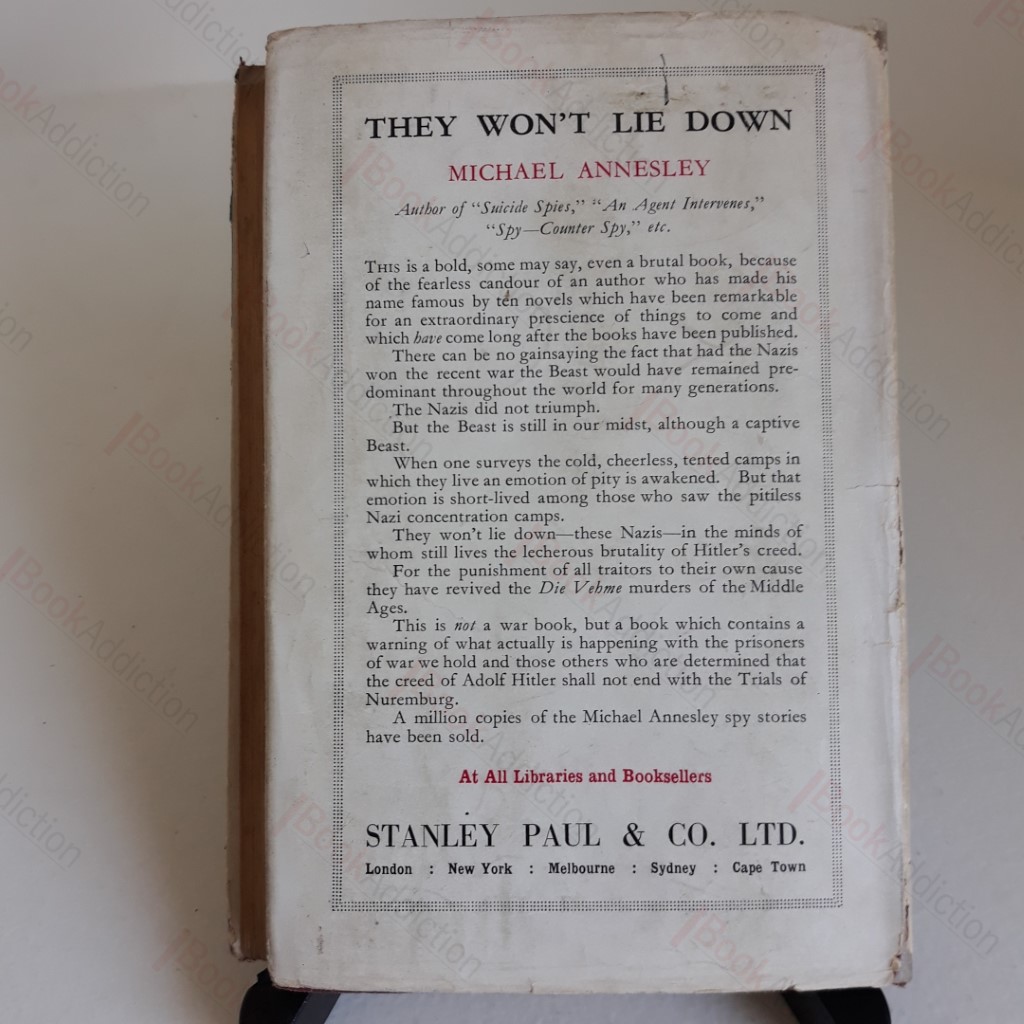 THEY WON'T LIE DOWN
MICHAEL ANNESLEY
Author of "Suicide Spies," "An Agent Intervenes,"
"Spy—Counter Spy," etc.
THIS is a bold, some may say, even a brutal book, because
of the fearless candour of an author who has made his
name famous by ten novels which have been remarkable
for an extraordinary prescience of things to come and
which have come long after the books have been published.
There can be no gainsaying the fact that had the Nazis
won the recent war the Beast would have remained pre-
dominant throughout the world for many generations.
The Nazis did not triumph.
But the Beast is still in our midst, although a captive
Beast.
When one surveys the cold, cheerless, tented camps in
which they live an emotion of pity is awakened. But that
emotion is short-lived among those who saw the pitiless
Nazi concentration camps.
They won't lie down—these Nazis—in the minds of
whom still lives the lecherous brutality of Hitler's creed.
For the punishment of all traitors to their own cause
they have revived the Die Vehme murders of the Middle
Ages.
This is not a war book, but a book which contains a
warning of what actually is happening with the prisoners
of war we hold and those others who are determined that
the creed of Adolf Hitler shall not end with the Trials of
Nuremburg.
A million copies of the Michael Annesley spy stories
have been sold.
At All Libraries and Booksellers
STANLEY PAUL & CO. LTD.
London : New York : Melbourne : Sydney : Cape Town
BookAddiction